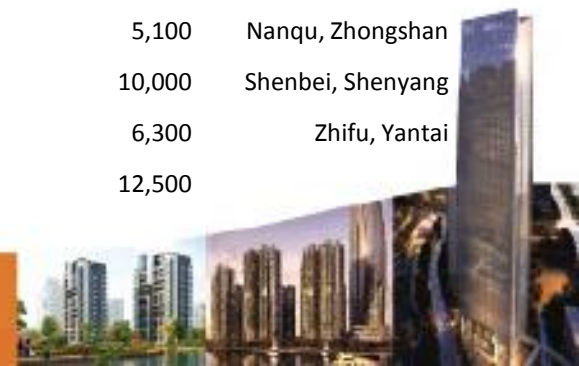 5,100 Nanqu, Zhongshan
10,000 Shenbei, Shenyang
6,300 Zhifu, Yantai
12,500